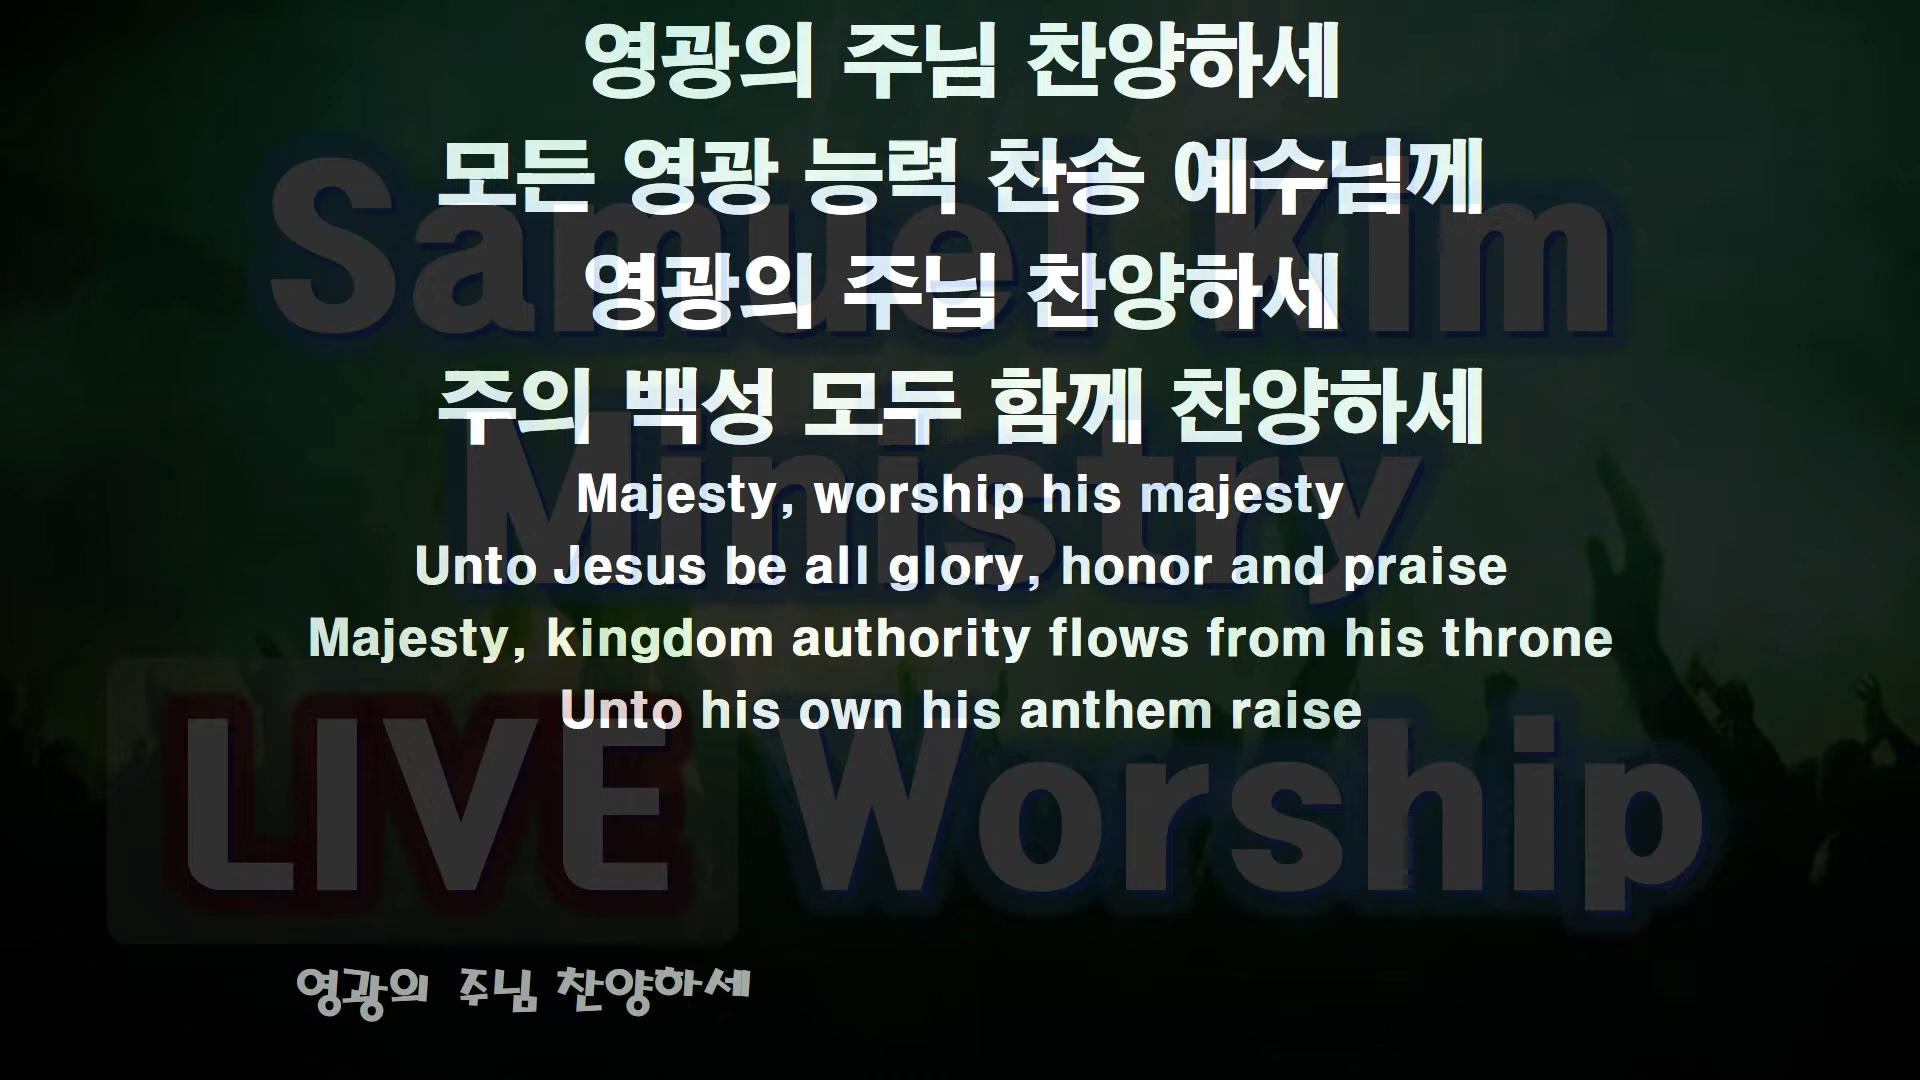 영광의 주님 찬양하세
모든 영광 능력 찬송 예수님께
영광의 주님 찬양하세
주의 백성 모두 함께 찬양하세
Majesty, worship his majesty
Unto Jesus be all glory, honor and praise
Majesty, kingdom authority flows from his throne
Unto his own his anthem raise
Samuel Kim
Ministry
LIVE Worship
영광의 주님 찬양하세